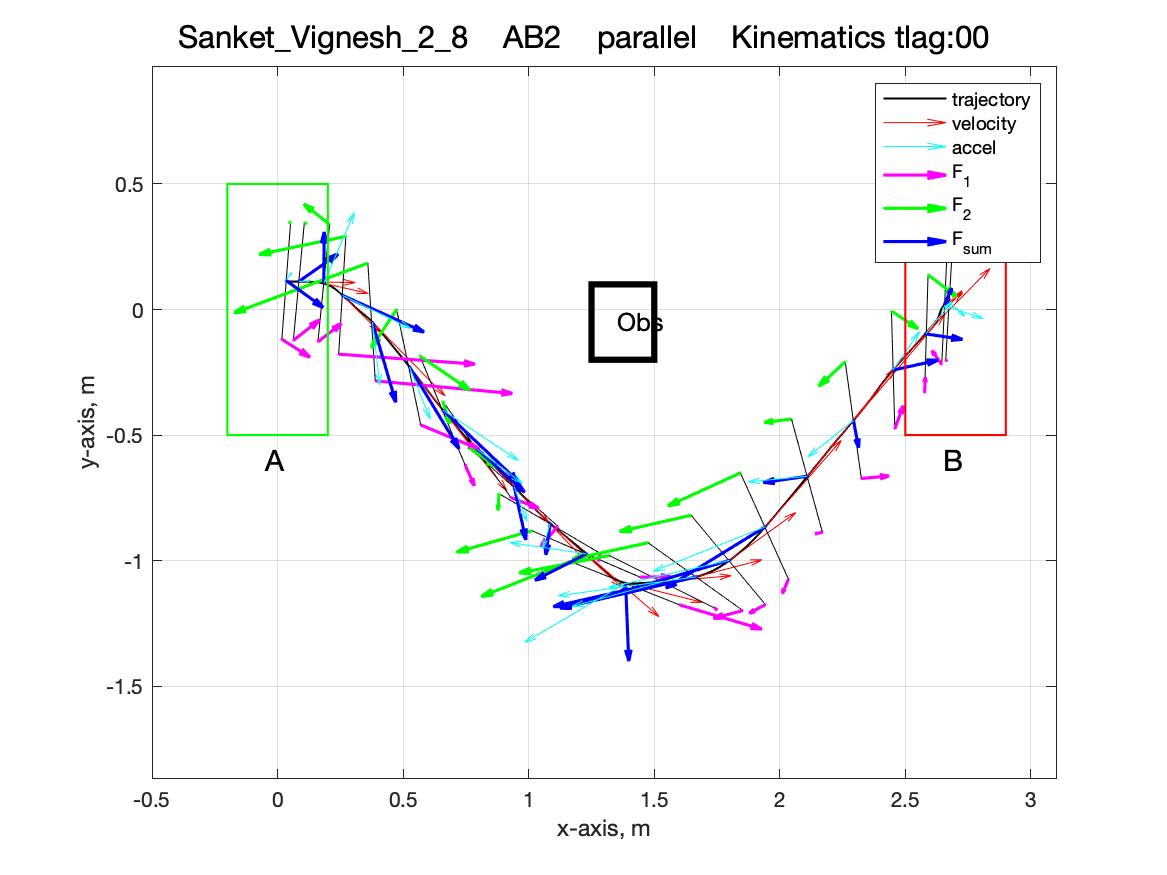 Sanket_Vignesh_2_8 AB2 parallel Kinematics tlag:00
trajectory
velocity
accel
F1
F2
Fsum
0.5
0
-0.5
-1
-1.5
y-axis, m
Obs
A
B
-0.5 0 0.5 1 1.5 2 2.5 3
x-axis, m